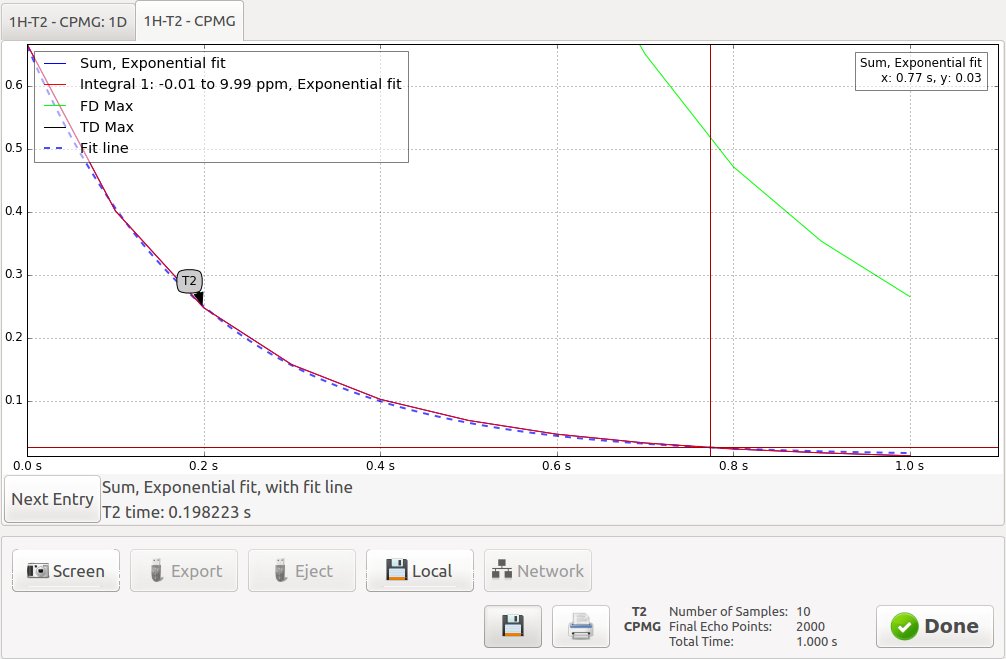 1H-T2 - CPMG: 1D
1H-T2 - CPMG
Sum, Exponential fit
Integral 1: -0.01 to 9.99 ppm, Exponential fit
FD Max
TD Max
Fit line
Sum, Exponential fit
x: 0.77 s, y: 0.03
0.6
0.5
0.4
0.3
0.2
0.1
T2
0.0 s 0.2 s 0.4 s 0.6 s 0.8 s 1.0 s
Next Entry
Sum, Exponential fit, with fit line
T2 time: 0.198223 s
Screen Export Eject Local Network
T2 Number of Samples: 10
CPMG Final Echo Points: 2000
Total Time: 1.000 s
Done